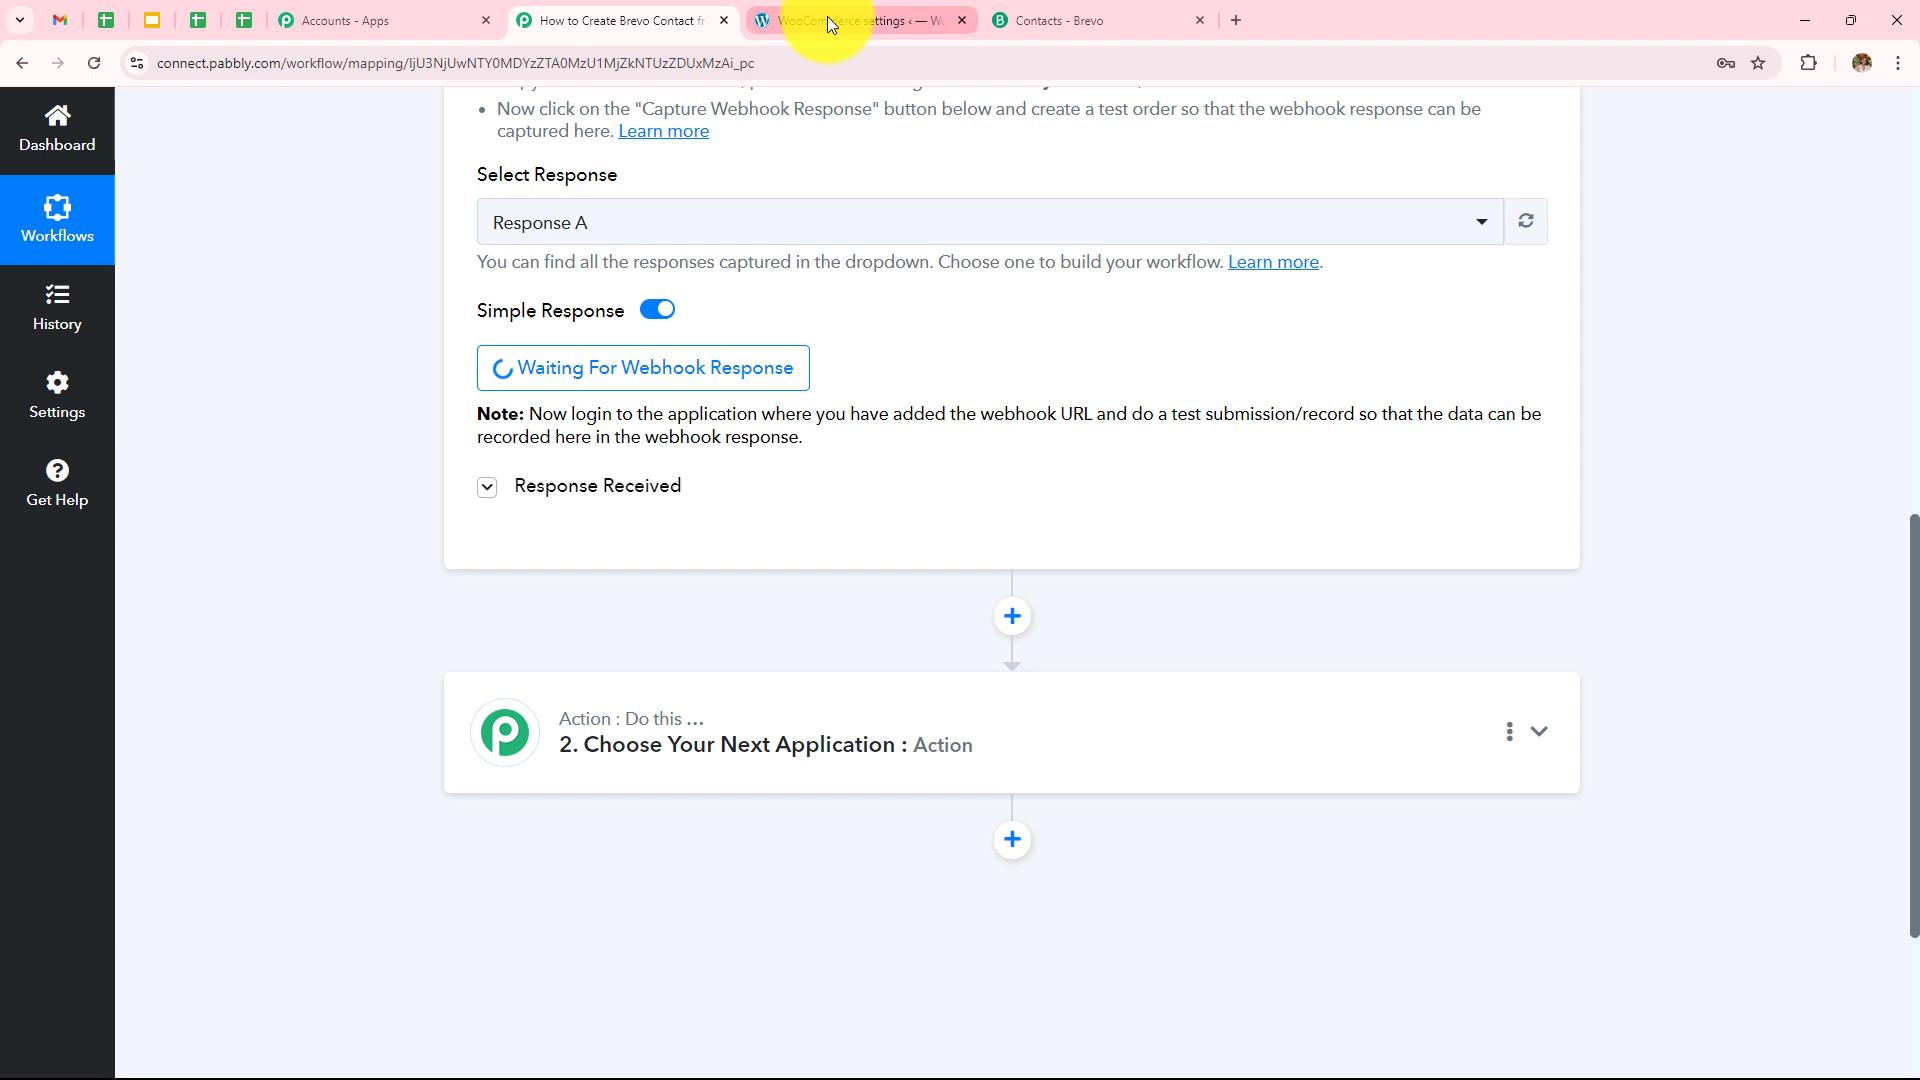 Accounts - Apps
How to Create Brevo Contact fr
WooCommerce settings ‹ — Wo
Contacts - Brevo
connect.pabbly.com/workflow/mapping/IjU3NjUwNTY0MDYzZTA0MzU1MjZkNTUzZDUxMzAi_pc
Dashboard
Workflows
History
Settings
Get Help
• Now click on the "Capture Webhook Response" button below and create a test order so that the webhook response can be
captured here. Learn more
Select Response
Response A
You can find all the responses captured in the dropdown. Choose one to build your workflow. Learn more.
Simple Response
Waiting For Webhook Response
Note: Now login to the application where you have added the webhook URL and do a test submission/record so that the data can be
recorded here in the webhook response.
Response Received
Action : Do this ...
2. Choose Your Next Application : Action